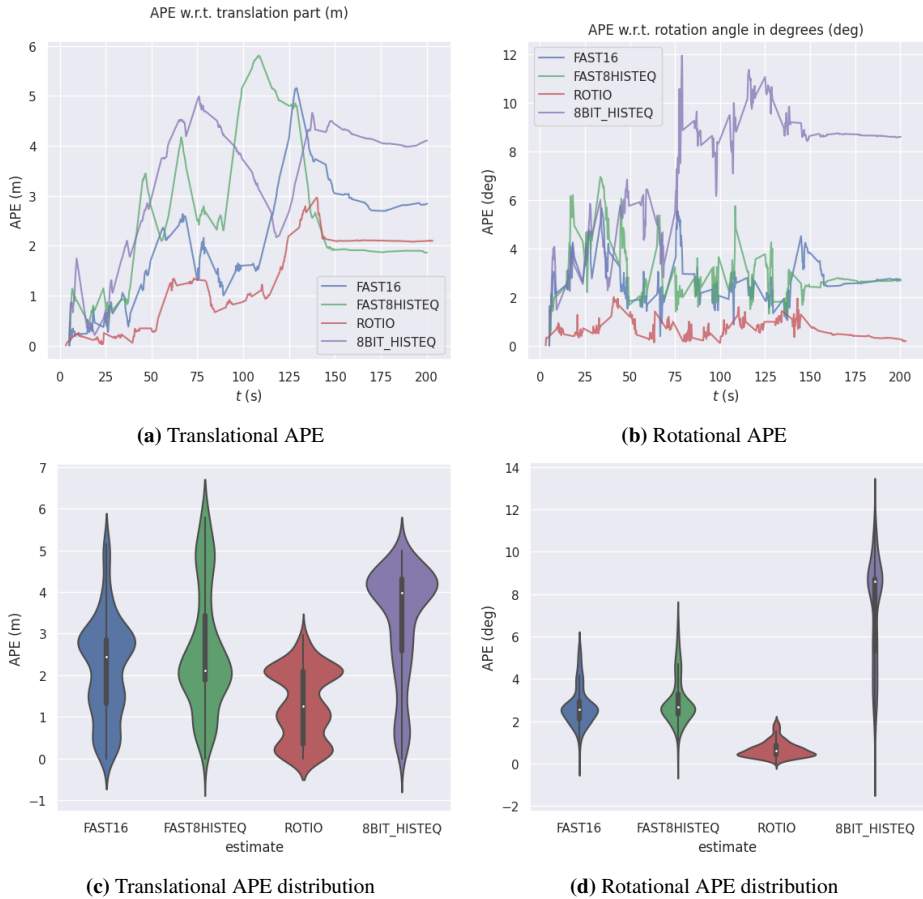 APE w.r.t. translation part (m)
6
5
4
3
2
1
0
APE (m)
0 25 50 75 100 125 150 175 200
t (s)
FAST16
FAST8HISTEQ
ROTIO
8BIT_HISTEQ
(a) Translational APE
APE w.r.t. rotation angle in degrees (deg)
12
10
8
6
4
2
0
APE (deg)
0 25 50 75 100 125 150 175 200
t (s)
FAST16
FAST8HISTEQ
ROTIO
8BIT_HISTEQ
(b) Rotational APE
7
6
5
4
3
2
1
0
−1
APE (m)
FAST16 FAST8HISTEQ ROTIO 8BIT_HISTEQ
estimate
(c) Translational APE distribution
14
12
10
8
6
4
2
0
−2
APE (deg)
FAST16 FAST8HISTEQ ROTIO 8BIT_HISTEQ
estimate
(d) Rotational APE distribution